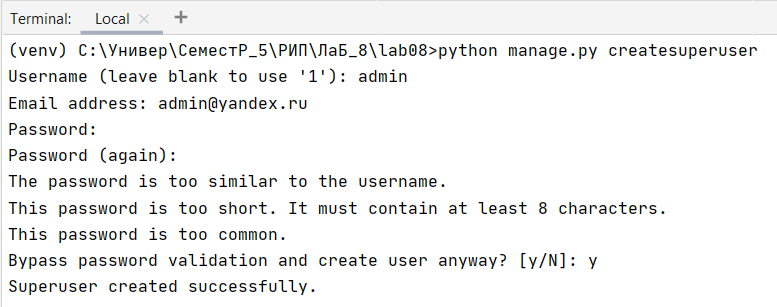 Terminal: Local × +
(venv) C:\Универ\СеместР_5\РИП\ЛаБ_8\lab08>python manage.py createsuperuser
Username (leave blank to use '1'): admin
Email address: admin@yandex.ru
Password:
Password (again):
The password is too similar to the username.
This password is too short. It must contain at least 8 characters.
This password is too common.
Bypass password validation and create user anyway? [y/N]: y
Superuser created successfully.